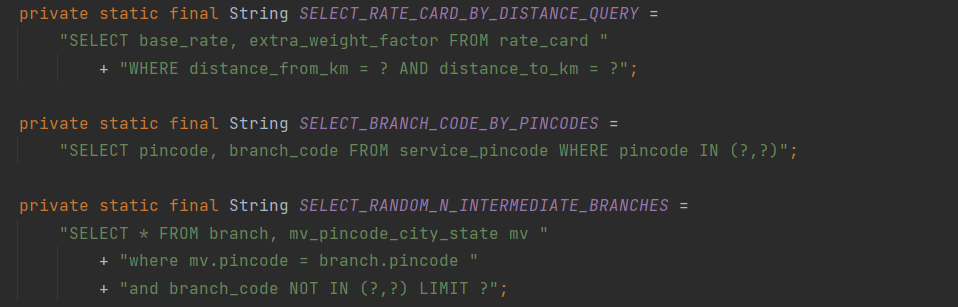 private static final String SELECT_RATE_CARD_BY_DISTANCE_QUERY =
"SELECT base_rate, extra_weight_factor FROM rate_card "
+ "WHERE distance_from_km = ? AND distance_to_km = ?";
private static final String SELECT_BRANCH_CODE_BY_PINCODES =
"SELECT pincode, branch_code FROM service_pincode WHERE pincode IN (?,?)";
private static final String SELECT_RANDOM_N_INTERMEDIATE_BRANCHES =
"SELECT * FROM branch, mv_pincode_city_state mv "
+ "where mv.pincode = branch.pincode "
+ "and branch_code NOT IN (?,?) LIMIT ?";